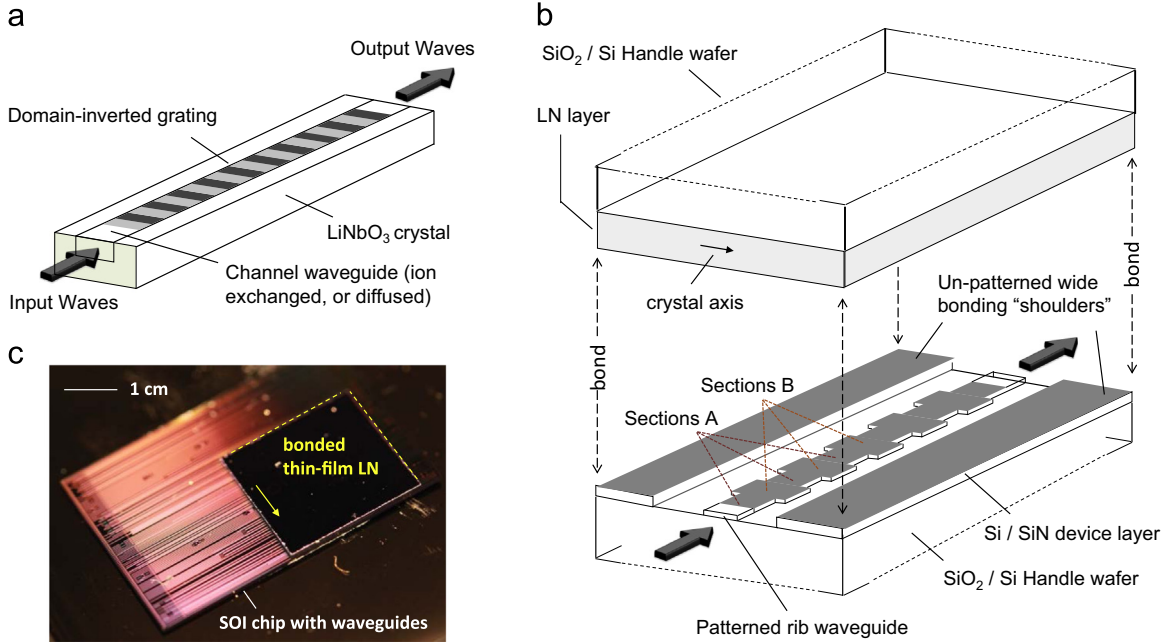 a
Output Waves
Domain-inverted grating
LiNbO₃ crystal
Channel waveguide (ion
exchanged, or diffused)
Input Waves
b
SiO₂ / Si Handle wafer
LN layer
crystal axis
bond
bond
Un-patterned wide
bonding “shoulders”
Sections B
Sections A
Si / SiN device layer
SiO₂ / Si Handle wafer
Patterned rib waveguide
c
1 cm
bonded
thin-film LN
SOI chip with waveguides